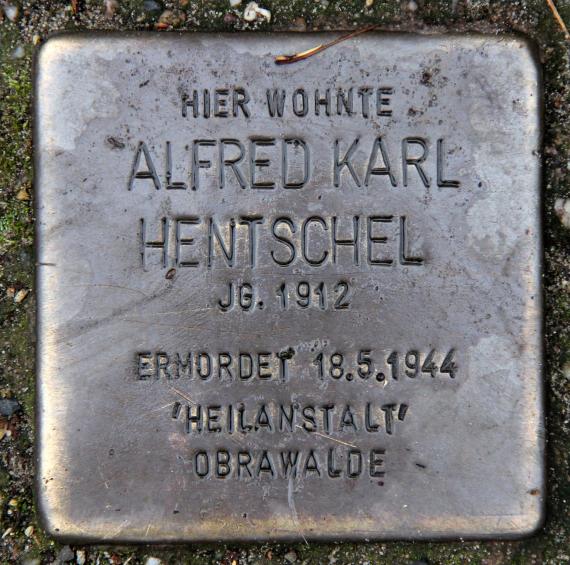 HIER WOHNTE
ALFRED KARL
HENTSCHEL
JG. 1912
ERMORDET 18.5.1944
'HEILANSTALT'
OBRAWALDE